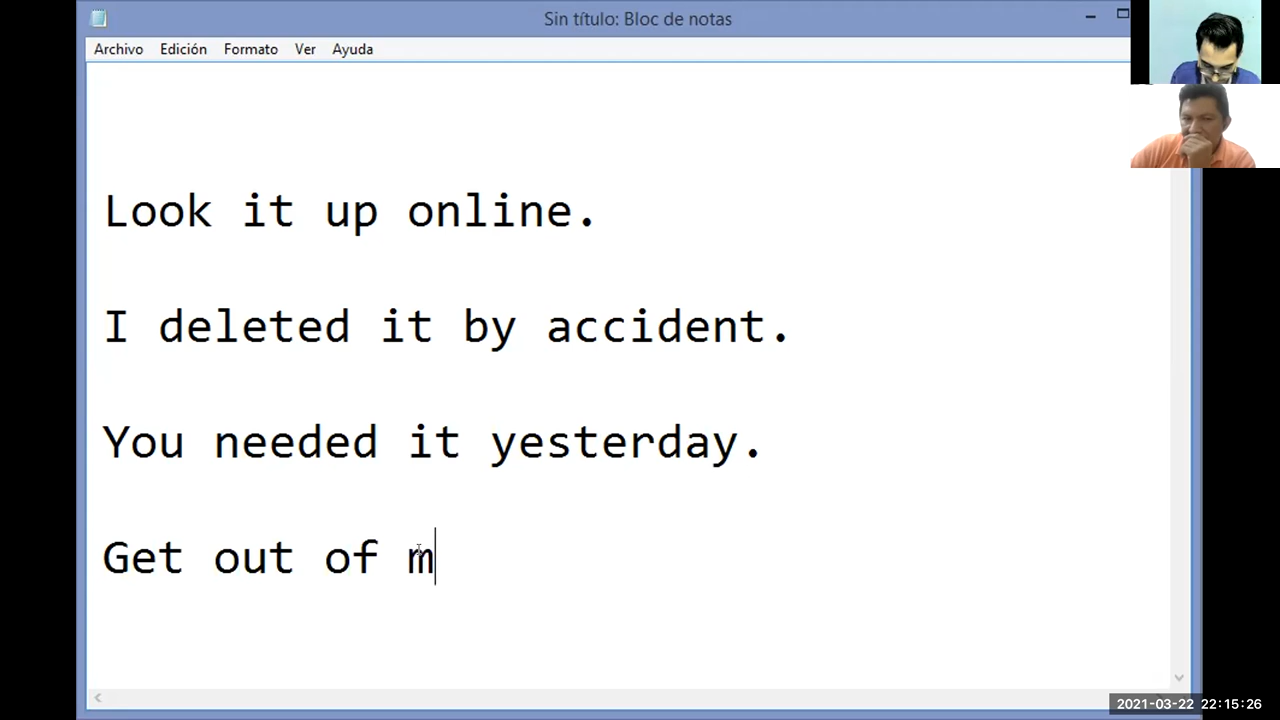 Sin título: Bloc de notas
Archivo Edición Formato Ver Ayuda
Look it up online.
I deleted it by accident.
You needed it yesterday.
Get out of m
2021-03-22 22:15:26